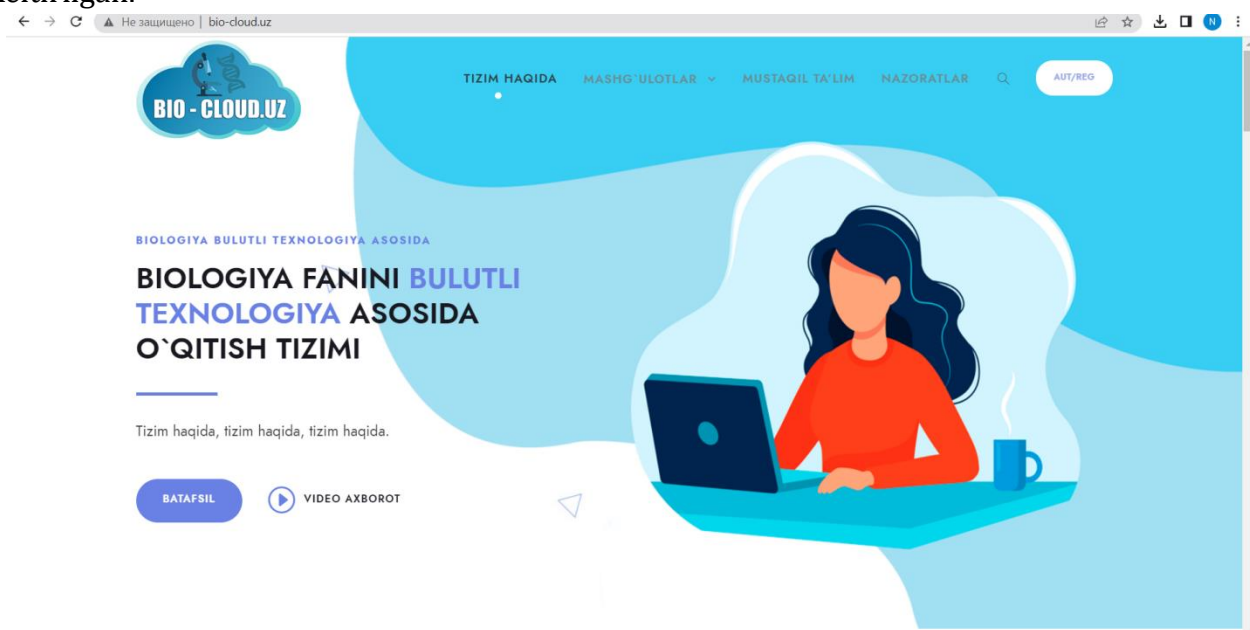 Не защищено | bio-cloud.uz
N
BIO - CLOUD.UZ
TIZIM HAQIDA MASHG`ULOTLAR MUSTAQIL TA'LIM NAZORATLAR AUT/REG
BIOLOGIYA BULUTLI TEXNOLOGIYA ASOSIDA
BIOLOGIYA FANINI BULUTLI
TEXNOLOGIYA ASOSIDA
O`QITISH TIZIMI
Tizim haqida, tizim haqida, tizim haqida.
BATAFSIL VIDEO AXBOROT